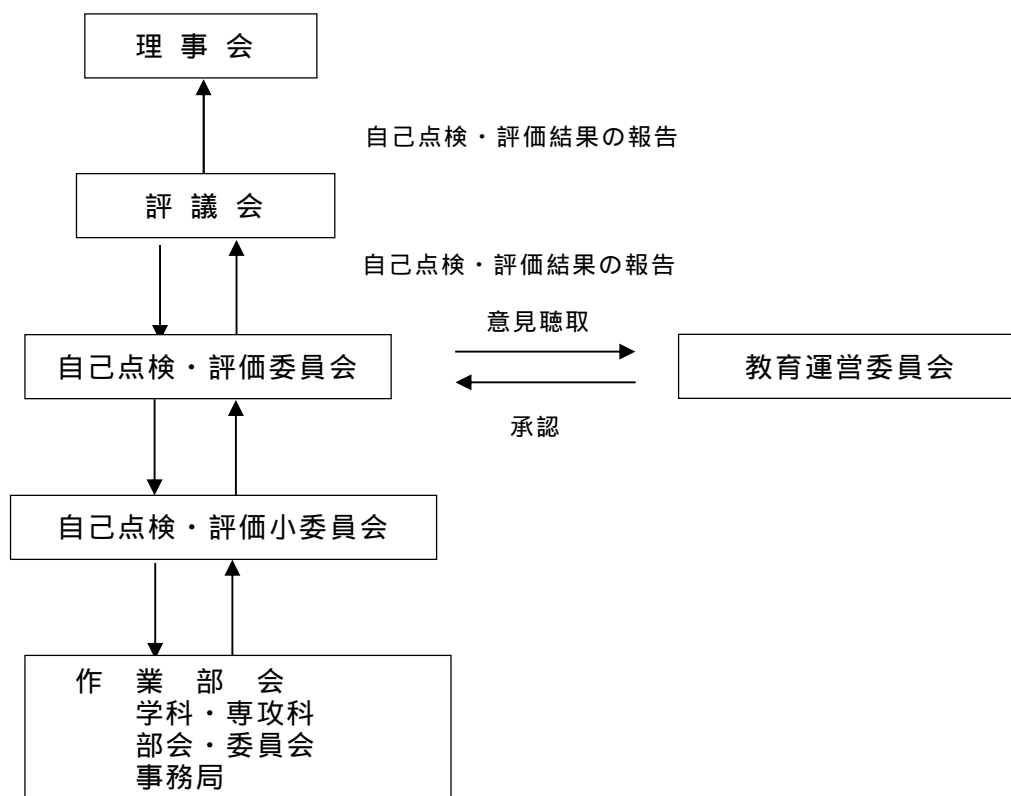 理 事 会
自己点検・評価結果の報告
評 議 会
自己点検・評価結果の報告
意見聴取
自己点検・評価委員会
教育運営委員会
承認
自己点検・評価小委員会
作 業 部 会
学科・専攻科
部会・委員会
事務局